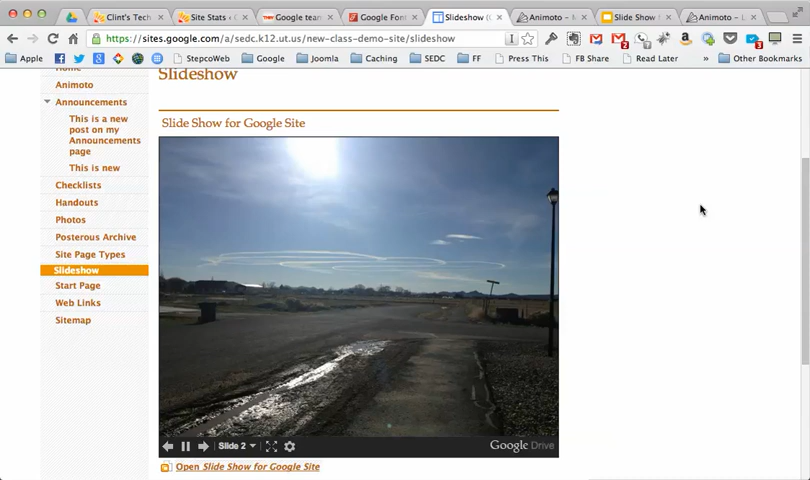 Clint's Tech
Site Stats
Google team
Google Font
Slideshow (
Animoto –
Slide Show
Animoto –
https://sites.google.com/a/sedc.k12.ut.us/new-class-demo-site/slideshow
2
3
Apple
StepcoWeb
Google
Joomla
Caching
SEDC
FF
Press This
FB Share
Read Later
»
Other Bookmarks
Home
Animoto
Announcements
This is a new
post on my
Announcements
page
This is new
Checklists
Handouts
Photos
Posterous Archive
Site Page Types
Slideshow
Start Page
Web Links
Sitemap
Slideshow
Slide Show for Google Site
Slide 2
Google Drive
Open Slide Show for Google Site